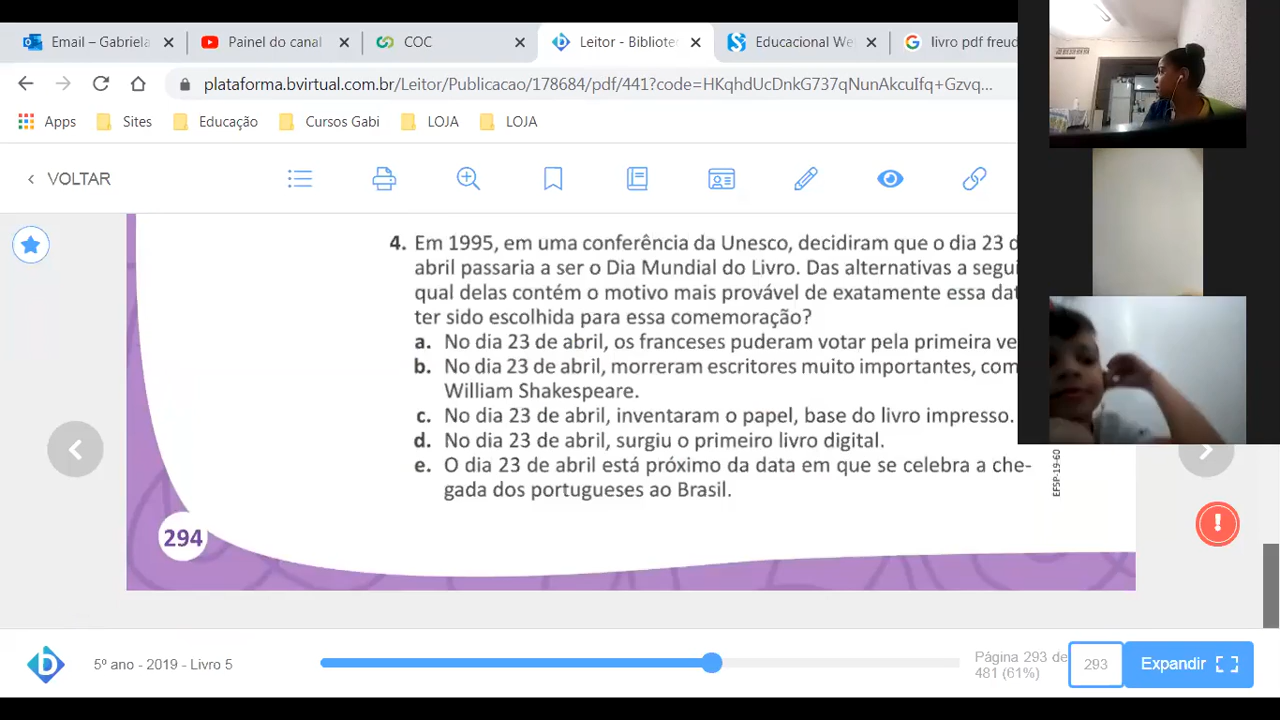 Email – Gabriela
Painel do canal
COC
Leitor - Bibliote
Educacional We
livro pdf freud
plataforma.bvirtual.com.br/Leitor/Publicacao/178684/pdf/441?code=HKqhdUcDnkG737qNunAkcuIfq+Gzvq...
Apps
Sites
Educação
Cursos Gabi
LOJA
LOJA
VOLTAR
4. Em 1995, em uma conferência da Unesco, decidiram que o dia 23 d
abril passaria a ser o Dia Mundial do Livro. Das alternativas a segui
qual delas contém o motivo mais provável de exatamente essa dat
ter sido escolhida para essa comemoração?
a. No dia 23 de abril, os franceses puderam votar pela primeira ve
b. No dia 23 de abril, morreram escritores muito importantes, com
William Shakespeare.
c. No dia 23 de abril, inventaram o papel, base do livro impresso.
d. No dia 23 de abril, surgiu o primeiro livro digital.
e. O dia 23 de abril está próximo da data em que se celebra a che-
gada dos portugueses ao Brasil.
EF5P-19-60
294
5º ano - 2019 - Livro 5
Página 293 de
481 (61%)
293
Expandir